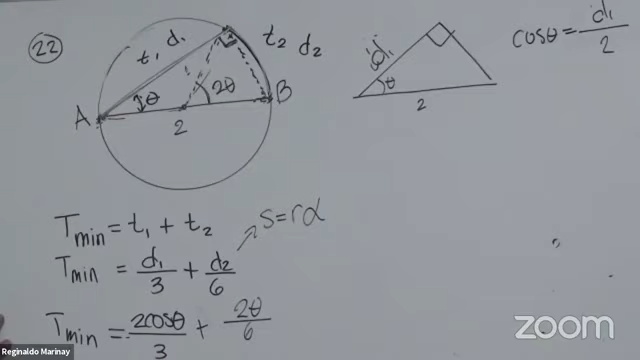 22
t₁ d₁
t₂ d₂
θ
2θ
1
A
B
2
d₁
θ
2
cosθ = d₁/2
Tmin = t₁ + t₂
s = rα
Tmin = d₁/3 + d₂/6
Tmin = 2cosθ/3 + 2θ/6
Reginaldo Marinay
zoom